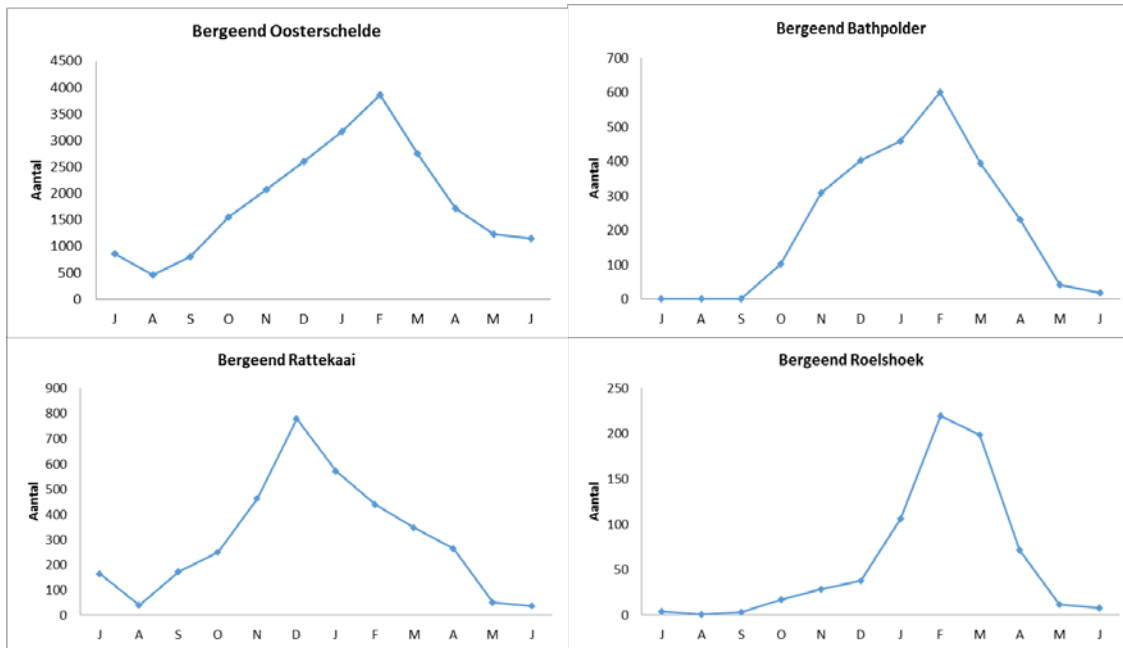 Bergeend Oosterschelde
4500
4000
3500
3000
2500
2000
1500
1000
500
0
Aantal
J A S O N D J F M A M J
Bergeend Bathpolder
700
600
500
400
300
200
100
0
Aantal
J A S O N D J F M A M J
Bergeend Rattekaai
900
800
700
600
500
400
300
200
100
0
Aantal
J A S O N D J F M A M J
Bergeend Roelshoek
250
200
150
100
50
0
Aantal
J A S O N D J F M A M J